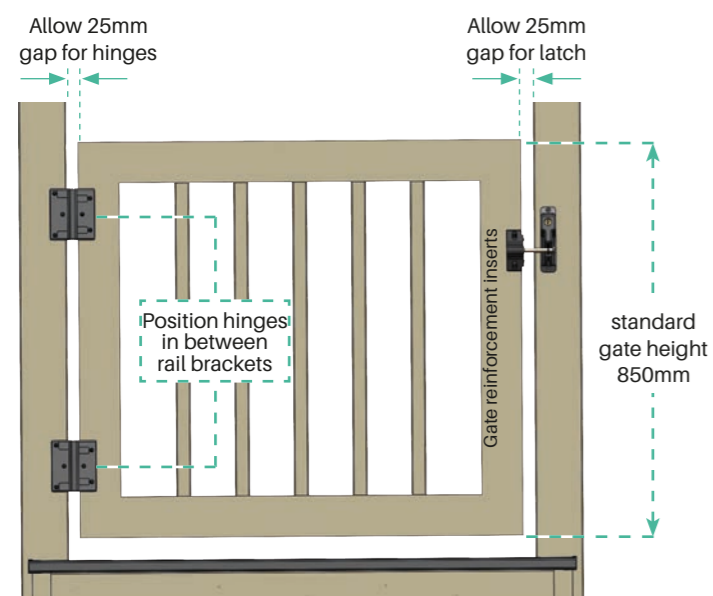 Allow 25mm
gap for hinges
Allow 25mm
gap for latch
Position hinges
in between
rail brackets
Gate reinforcement inserts
standard
gate height
850mm